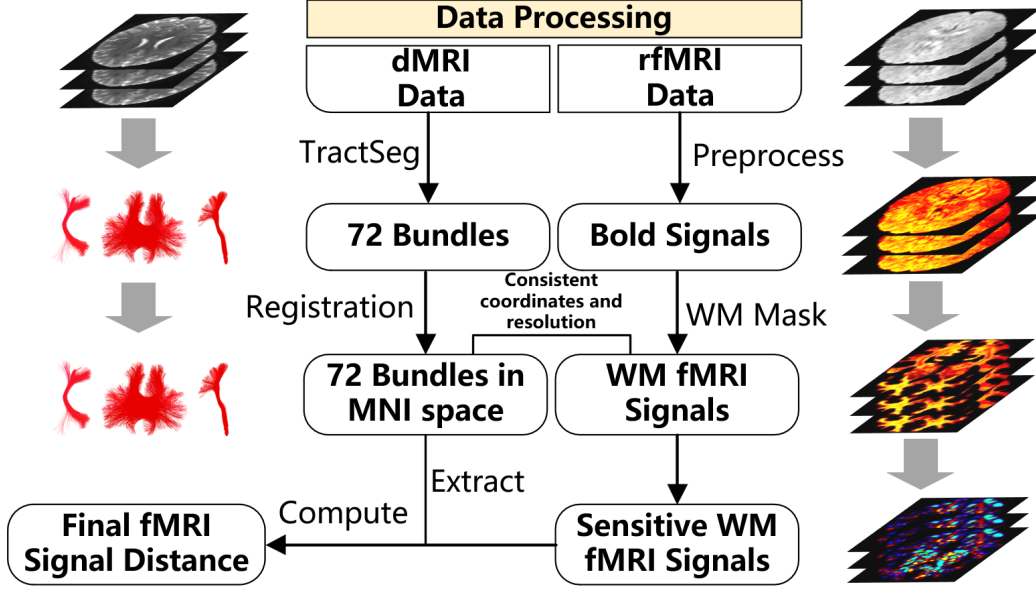 Data Processing
dMRI
Data
rfMRI
Data
TractSeg
Preprocess
72 Bundles
Bold Signals
Registration
Consistent
coordinates and
resolution
WM Mask
72 Bundles in
MNI space
WM fMRI
Signals
Extract
Compute
Final fMRI
Signal Distance
Sensitive WM
fMRI Signals